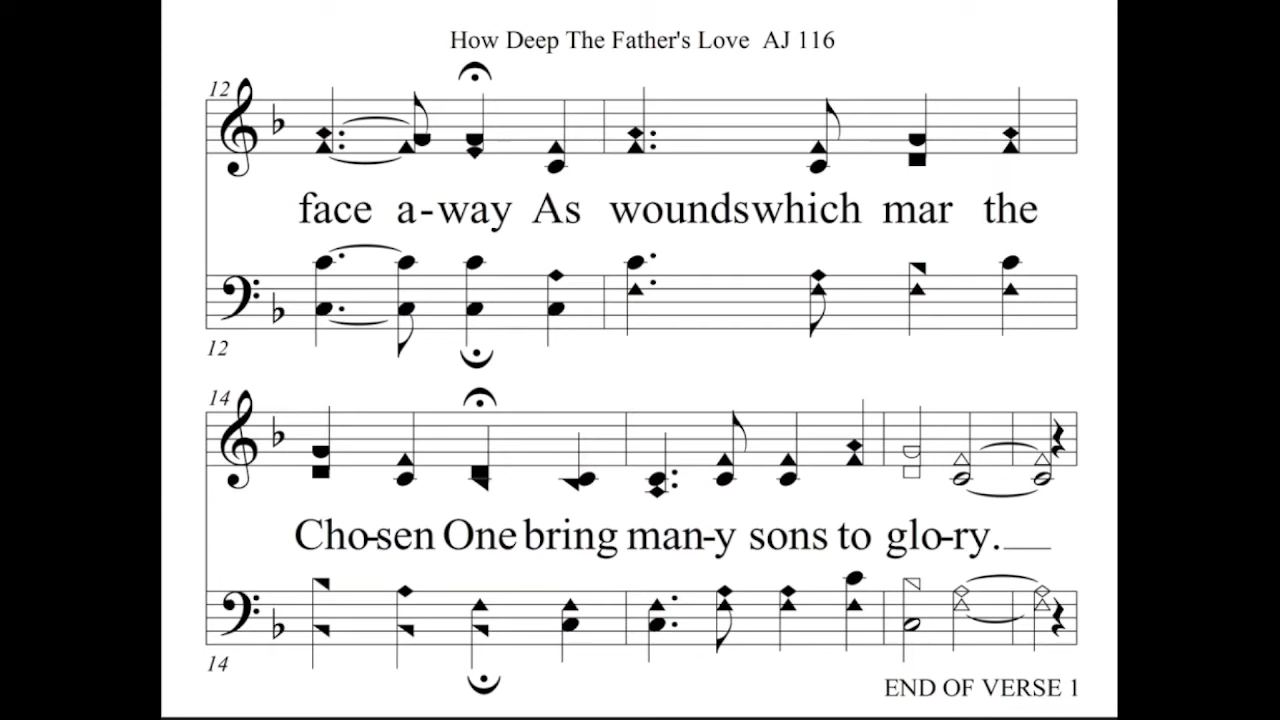 How Deep The Father's Love AJ 116
12
face a-way As woundswhich mar the
12
14
Cho-sen One bring man-y sons to glo-ry.__
14
END OF VERSE 1